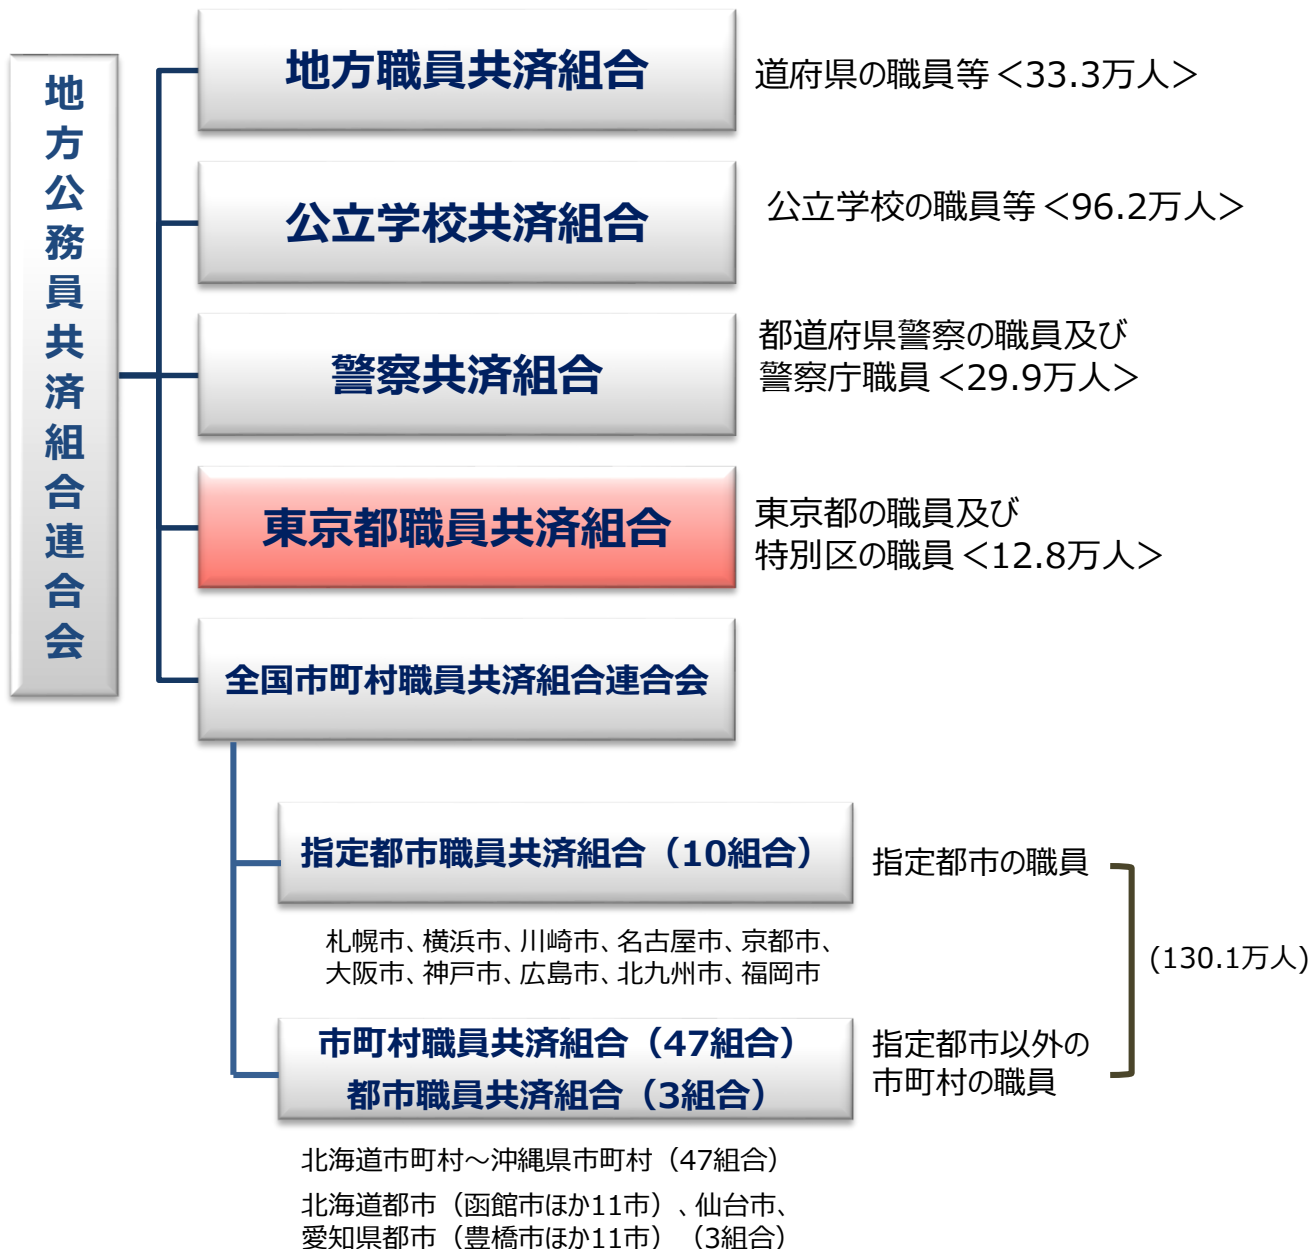 地方公務員共済組合連合会
地方職員共済組合
道府県の職員等＜33.3万人＞
公立学校共済組合
公立学校の職員等＜96.2万人＞
警察共済組合
都道府県警察の職員及び
警察庁職員＜29.9万人＞
東京都職員共済組合
東京都の職員及び
特別区の職員＜12.8万人＞
全国市町村職員共済組合連合会
指定都市職員共済組合（10組合）
指定都市の職員
札幌市、横浜市、川崎市、名古屋市、京都市、
大阪市、神戸市、広島市、北九州市、福岡市
(130.1万人)
市町村職員共済組合（47組合）
都市職員共済組合（3組合）
指定都市以外の
市町村の職員
北海道市町村～沖縄県市町村（47組合）
北海道都市（函館市ほか11市）、仙台市、
愛知県都市（豊橋市ほか11市）（3組合）